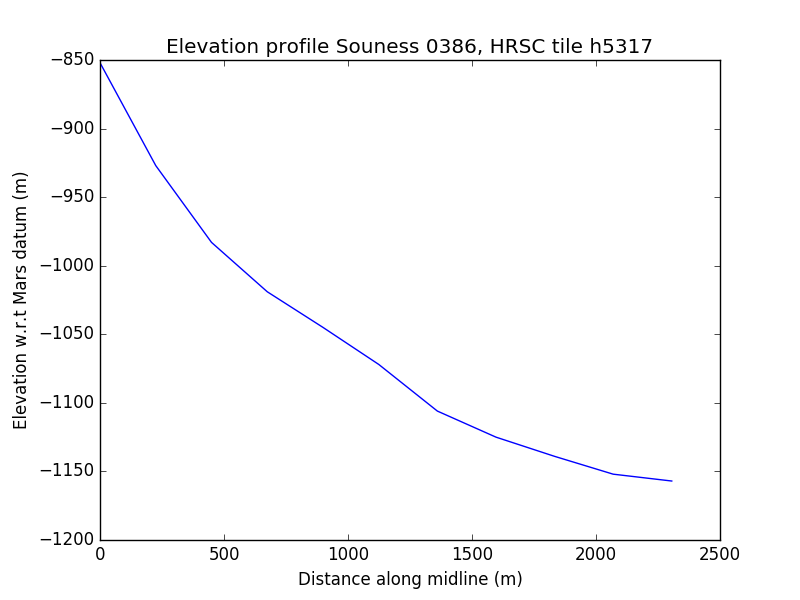 Elevation profile Souness 0386, HRSC tile h5317
Elevation w.r.t Mars datum (m)
−850
−900
−950
−1000
−1050
−1100
−1150
−1200
0 500 1000 1500 2000 2500
Distance along midline (m)